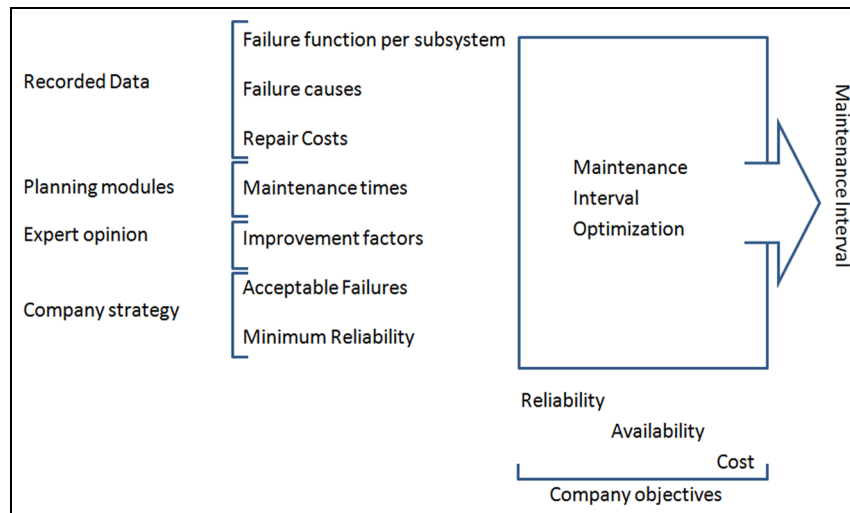 Recorded Data
Failure function per subsystem
Failure causes
Repair Costs
Planning modules
Maintenance times
Expert opinion
Improvement factors
Company strategy
Acceptable Failures
Minimum Reliability
Maintenance
Interval
Optimization
Maintenance Interval
Reliability
Availability
Cost
Company objectives